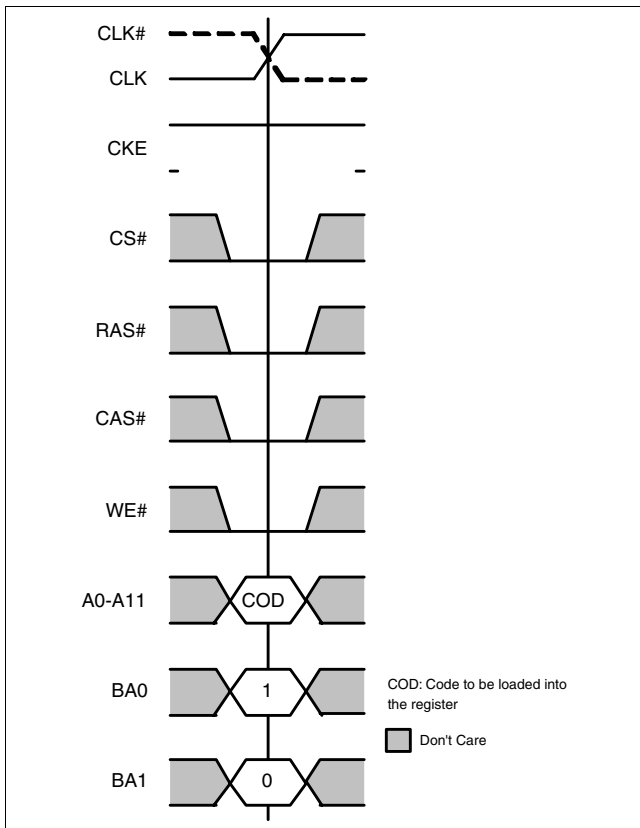 CLK#
CLK
CKE
CS#
RAS#
CAS#
WE#
A0-A11
COD
BA0
1
COD: Code to be loaded into
the register
Don't Care
BA1
0